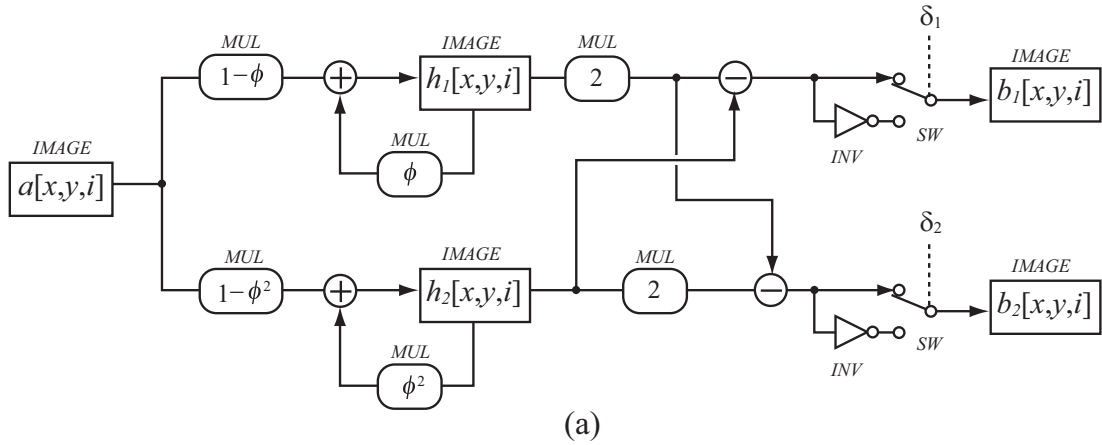 IMAGE
a[x,y,i]
MUL
1−ϕ
+
IMAGE
h₁[x,y,i]
MUL
ϕ
MUL
2
−
δ₁
INV
SW
IMAGE
b₁[x,y,i]
MUL
1−ϕ²
+
IMAGE
h₂[x,y,i]
MUL
ϕ²
MUL
2
−
δ₂
INV
SW
IMAGE
b₂[x,y,i]
(a)